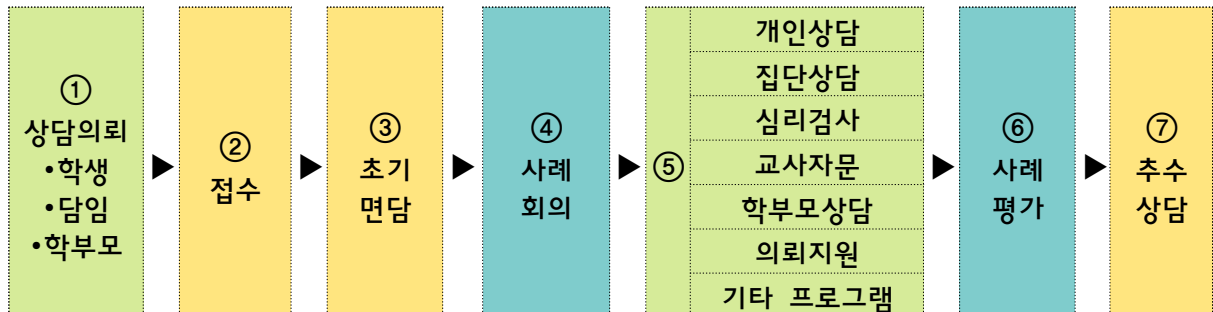 ①
상담의뢰
•학생
•담임
•학부모
②
접수
③
초기
면담
④
사례
회의
⑤
개인상담
집단상담
심리검사
교사자문
학부모상담
의뢰지원
기타 프로그램
⑥
사례
평가
⑦
추수
상담